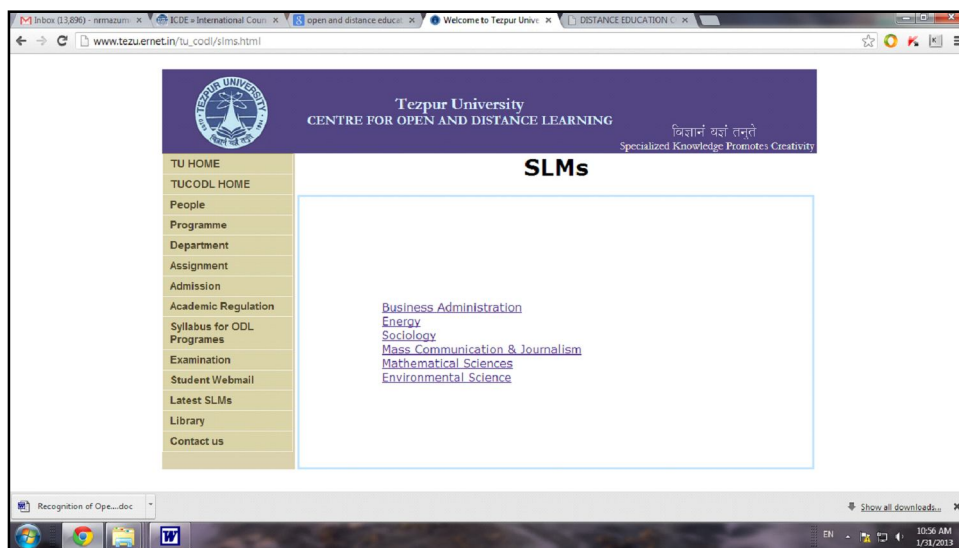 Inbox (13,896) - nrmazum
ICDE » International Coun
open and distance educat
Welcome to Tezpur Unive
DISTANCE EDUCATION C
www.tezu.ernet.in/tu_codl/slms.html
TEZPUR UNIVERSITY
Tezpur University
CENTRE FOR OPEN AND DISTANCE LEARNING
विज्ञानं यज्ञं तनुते
Specialized Knowledge Promotes Creativity
TU HOME
TUCODL HOME
People
Programme
Department
Assignment
Admission
Academic Regulation
Syllabus for ODL
Programes
Examination
Student Webmail
Latest SLMs
Library
Contact us
SLMs
Business Administration
Energy
Sociology
Mass Communication & Journalism
Mathematical Sciences
Environmental Science
Recognition of Ope....doc
Show all downloads...
EN
10:56 AM
1/31/2013